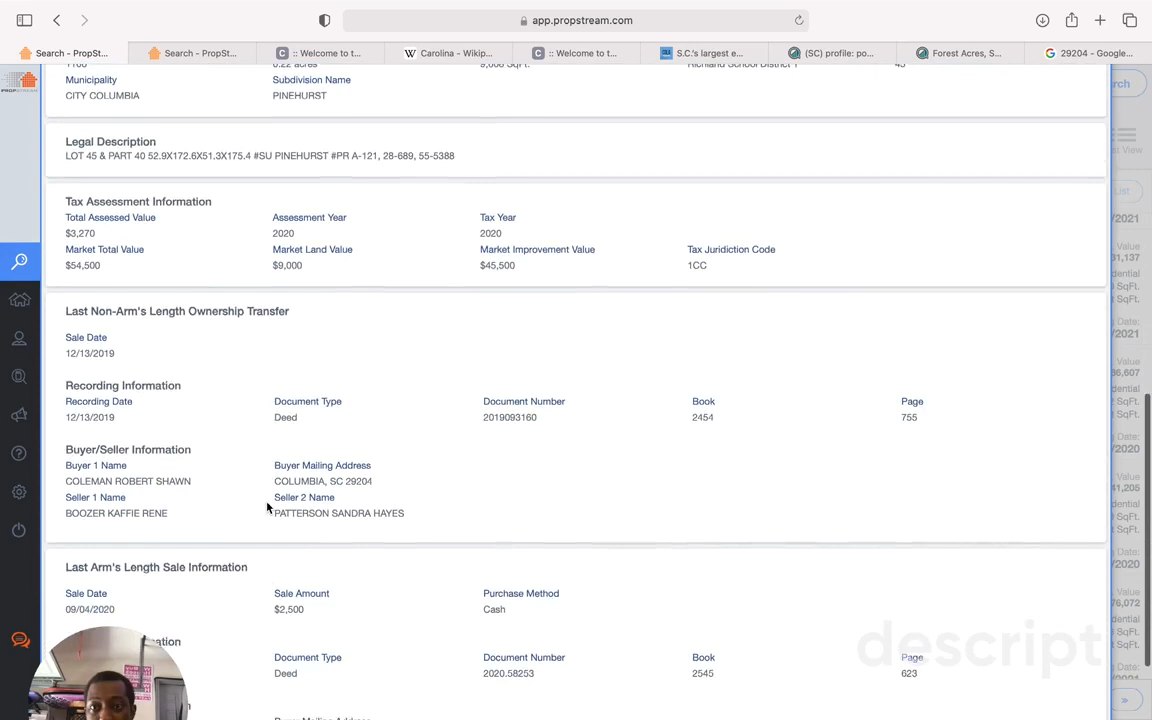 app.propstream.com
Search - PropSt...
Search - PropSt...
:: Welcome to t...
Carolina - Wikip...
:: Welcome to t...
S.C.'s largest e...
(SC) profile: po...
Forest Acres, S...
29204 - Google...
PROPSTREAM
Municipality
Subdivision Name
CITY COLUMBIA
PINEHURST
Legal Description
LOT 45 & PART 40 52.9X172.6X51.3X175.4 #SU PINEHURST #PR A-121, 28-689, 55-5388
Tax Assessment Information
Total Assessed Value
Assessment Year
Tax Year
$3,270
2020
2020
Market Total Value
Market Land Value
Market Improvement Value
Tax Juridiction Code
$54,500
$9,000
$45,500
1CC
Last Non-Arm's Length Ownership Transfer
Sale Date
12/13/2019
Recording Information
Recording Date
Document Type
Document Number
Book
Page
12/13/2019
Deed
2019093160
2454
755
Buyer/Seller Information
Buyer 1 Name
Buyer Mailing Address
COLEMAN ROBERT SHAWN
COLUMBIA, SC 29204
Seller 1 Name
Seller 2 Name
BOOZER KAFFIE RENE
PATTERSON SANDRA HAYES
Last Arm's Length Sale Information
Sale Date
Sale Amount
Purchase Method
09/04/2020
$2,500
Cash
Document Type
Document Number
Book
Page
Deed
2020.58253
2545
623
descript